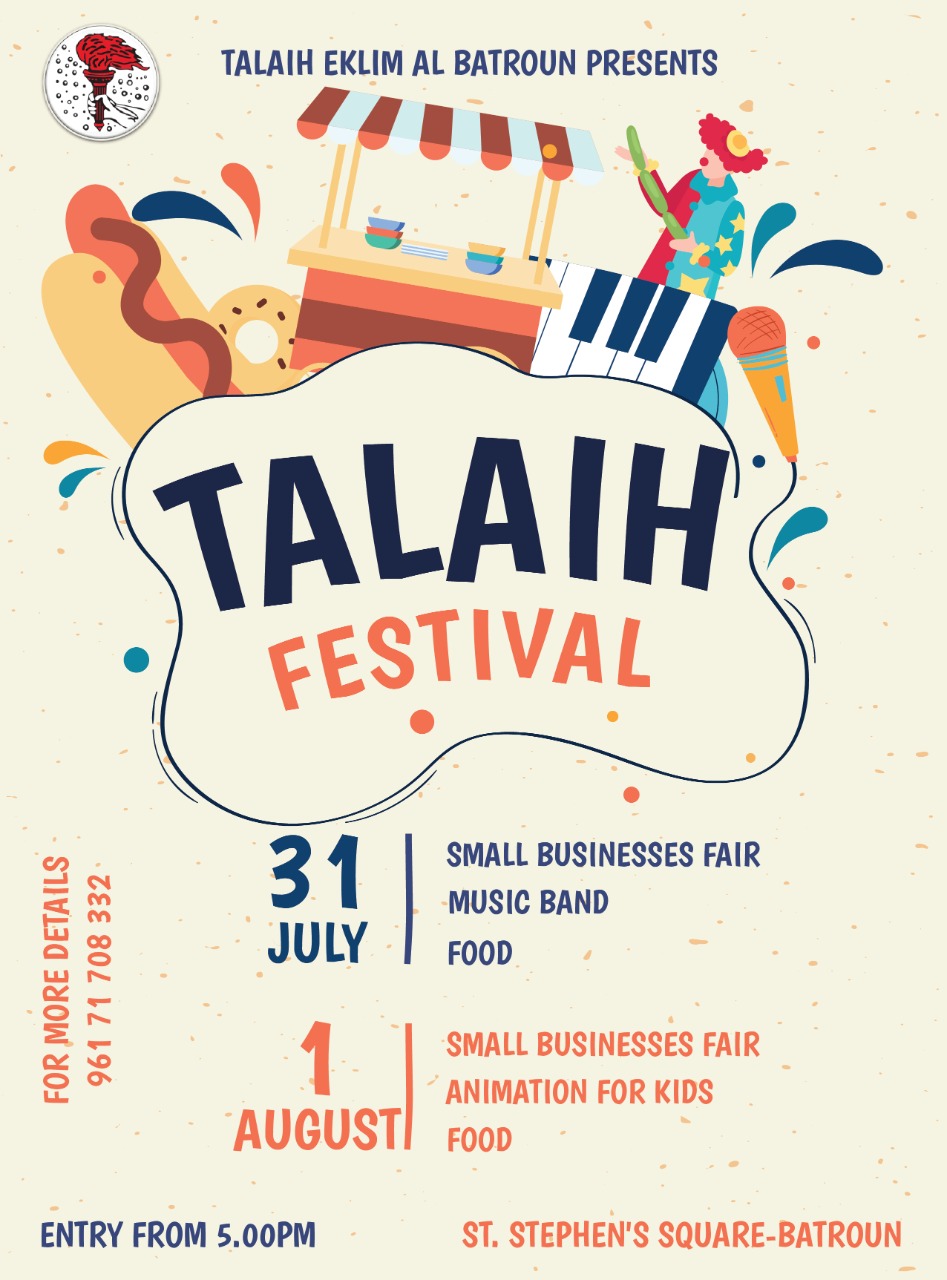 TALAIH EKLIM AL BATROUN PRESENTS
TALAIH
FESTIVAL
31
JULY
SMALL BUSINESSES FAIR
MUSIC BAND
FOOD
1
AUGUST
SMALL BUSINESSES FAIR
ANIMATION FOR KIDS
FOOD
FOR MORE DETAILS
961 71 708 332
ENTRY FROM 5.00PM
ST. STEPHEN'S SQUARE-BATROUN